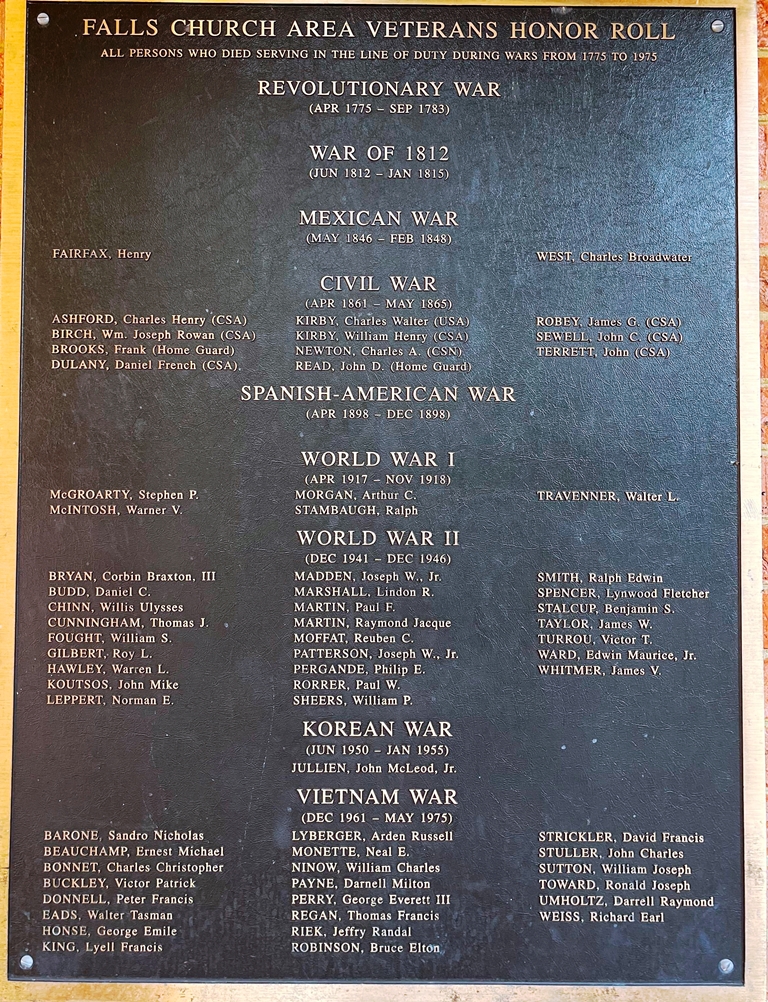 FALLS CHURCH AREA VETERANS HONOR ROLL
ALL PERSONS WHO DIED SERVING IN THE LINE OF DUTY DURING WARS FROM 1775 TO 1975
REVOLUTIONARY WAR
(APR 1775 – SEP 1783)
WAR OF 1812
(JUN 1812 – JAN 1815)
MEXICAN WAR
(MAY 1846 – FEB 1848)
FAIRFAX, Henry WEST, Charles Broadwater
CIVIL WAR
(APR 1861 – MAY 1865)
ASHFORD, Charles Henry (CSA) KIRBY, Charles Walter (USA) ROBEY, James G. (CSA)
BIRCH, Wm. Joseph Rowan (CSA) KIRBY, William Henry (CSA) SEWELL, John C. (CSA)
BROOKS, Frank (Home Guard) NEWTON, Charles A. (CSN) TERRETT, John (CSA)
DULANY, Daniel French (CSA), READ, John D. (Home Guard)
SPANISH-AMERICAN WAR
(APR 1898 – DEC 1898)
WORLD WAR I
(APR 1917 – NOV 1918)
McGROARTY, Stephen P. MORGAN, Arthur C. TRAVENNER, Walter L.
McINTOSH, Warner V. STAMBAUGH, Ralph
WORLD WAR II
(DEC 1941 – DEC 1946)
BRYAN, Corbin Braxton, III MADDEN, Joseph W., Jr. SMITH, Ralph Edwin
BUDD, Daniel C. MARSHALL, Lindon R. SPENCER, Lynwood Fletcher
CHINN, Willis Ulysses MARTIN, Paul F. STALCUP, Benjamin S.
CUNNINGHAM, Thomas J. MARTIN, Raymond Jacque TAYLOR, James W.
FOUGHT, William S. MOFFAT, Reuben C. TURROU, Victor T.
GILBERT, Roy L. PATTERSON, Joseph W., Jr. WARD, Edwin Maurice, Jr.
HAWLEY, Warren L. PERGANDE, Philip E. WHITMER, James V.
KOUTSOS, John Mike RORRER, Paul W.
LEPPERT, Norman E. SHEERS, William P.
KOREAN WAR
(JUN 1950 – JAN 1955)
JULLIEN, John McLeod, Jr.
VIETNAM WAR
(DEC 1961 – MAY 1975)
BARONE, Sandro Nicholas LYBERGER, Arden Russell STRICKLER, David Francis
BEAUCHAMP, Ernest Michael MONETTE, Neal E. STULLER, John Charles
BONNET, Charles Christopher NINOW, William Charles SUTTON, William Joseph
BUCKLEY, Victor Patrick PAYNE, Darnell Milton TOWARD, Ronald Joseph
DONNELL, Peter Francis PERRY, George Everett III UMHOLTZ, Darrell Raymond
EADS, Walter Tasman REGAN, Thomas Francis WEISS, Richard Earl
HONSE, George Emile RIEK, Jeffry Randal
KING, Lyell Francis ROBINSON, Bruce Elton